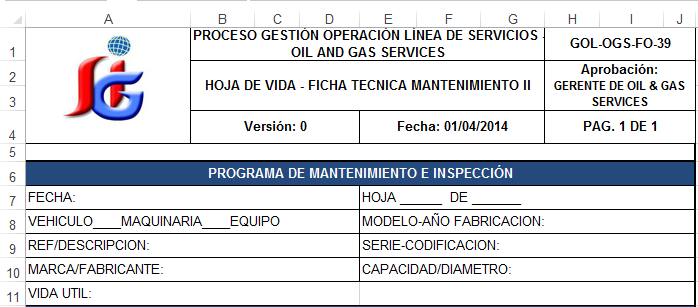 A B C D E F G H I J
1 PROCESO GESTIÓN OPERACIÓN LÍNEA DE SERVICIOS - GOL-OGS-FO-39
OIL AND GAS SERVICES
2 HOJA DE VIDA - FICHA TECNICA MANTENIMIENTO II Aprobación:
3 GERENTE DE OIL & GAS
SERVICES
4 Versión: 0 Fecha: 01/04/2014 PAG. 1 DE 1
5
6 PROGRAMA DE MANTENIMIENTO E INSPECCIÓN
7 FECHA: HOJA ______ DE _______
8 VEHICULO____MAQUINARIA____EQUIPO MODELO-AÑO FABRICACION:
9 REF/DESCRIPCION: SERIE-CODIFICACION:
10 MARCA/FABRICANTE: CAPACIDAD/DIAMETRO:
11 VIDA UTIL: